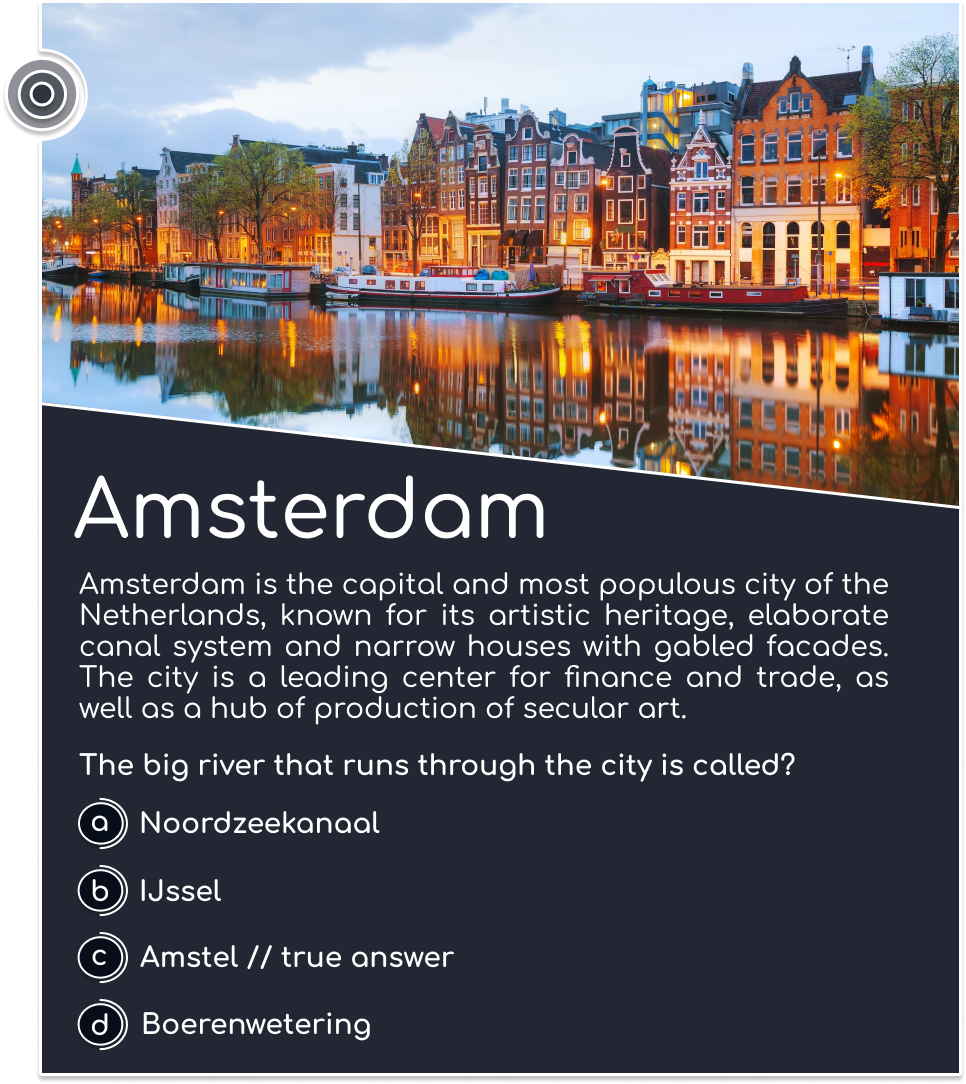 Amsterdam
Amsterdam is the capital and most populous city of the
Netherlands, known for its artistic heritage, elaborate
canal system and narrow houses with gabled facades.
The city is a leading center for finance and trade, as
well as a hub of production of secular art.
The big river that runs through the city is called?
a Noordzeekanaal
b IJssel
c Amstel // true answer
d Boerenwetering